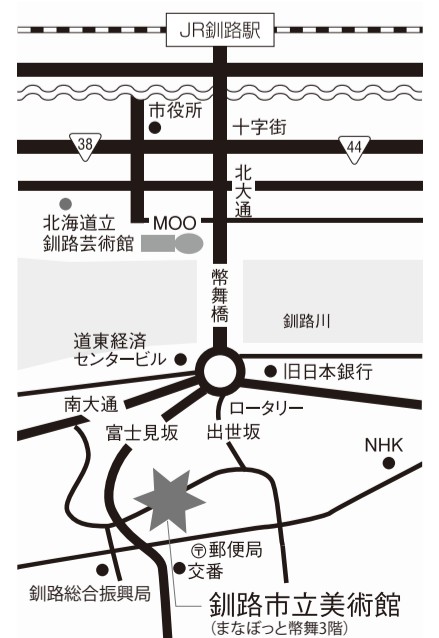 JR釧路駅
市役所
十字街
38
44
北大通
北海道立
釧路芸術館
MOO
幣舞橋
釧路川
道東経済
センタービル
旧日本銀行
南大通
ロータリー
富士見坂
出世坂
NHK
〒郵便局
交番
釧路総合振興局
釧路市立美術館
(まなぼっと幣舞3階)